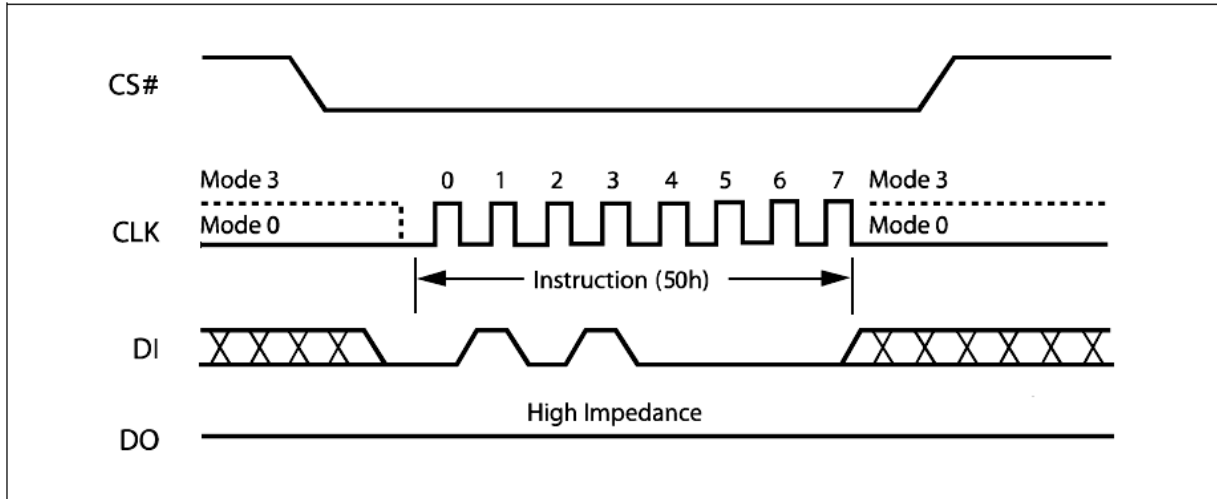 CS#
Mode 3
0 1 2 3 4 5 6 7
Mode 3
CLK
Mode 0
Mode 0
Instruction (50h)
DI
High Impedance
DO